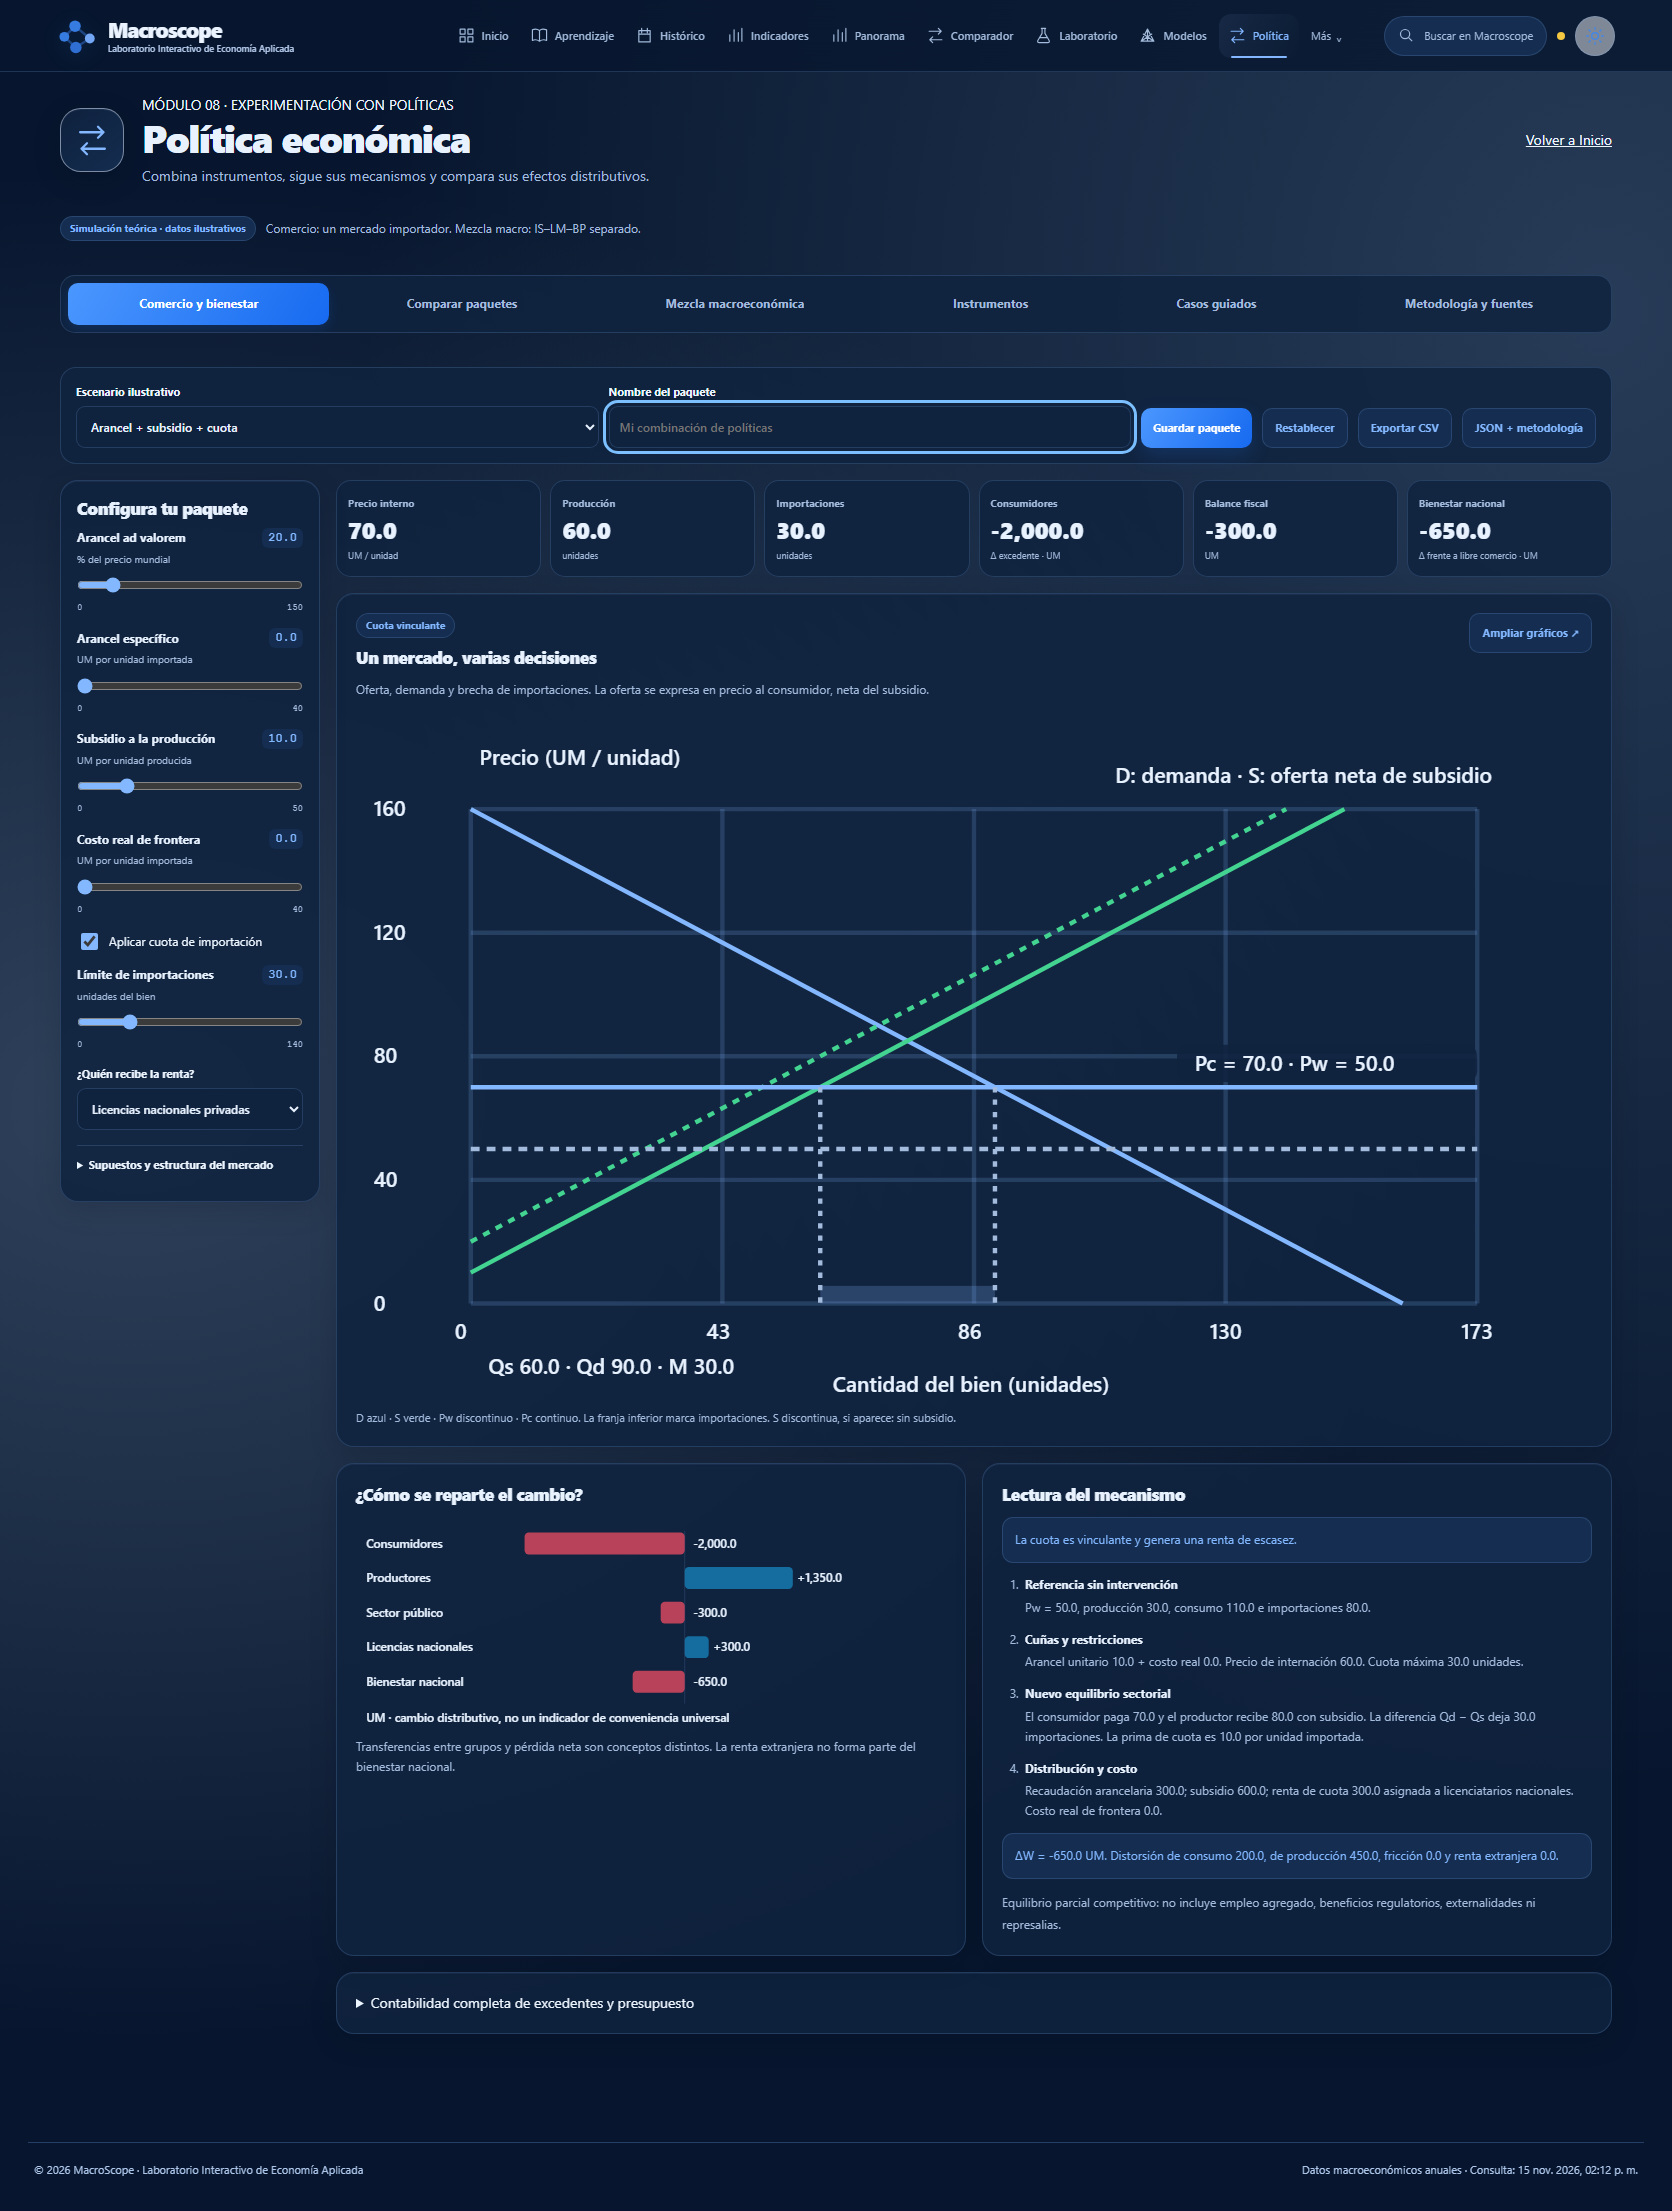 Macroscope
Laboratorio Interactivo de Economía Aplicada
Inicio
Aprendizaje
Histórico
Indicadores
Panorama
Comparador
Laboratorio
Modelos
Política
Más
Buscar en Macroscope
MÓDULO 08 · EXPERIMENTACIÓN CON POLÍTICAS
Política económica
Combina instrumentos, sigue sus mecanismos y compara sus efectos distributivos.
Volver a Inicio
Simulación teórica · datos ilustrativos
Comercio: un mercado importador. Mezcla macro: IS–LM–BP separado.
Comercio y bienestar
Comparar paquetes
Mezcla macroeconómica
Instrumentos
Casos guiados
Metodología y fuentes
Escenario ilustrativo
Arancel + subsidio + cuota
Nombre del paquete
Mi combinación de políticas
Guardar paquete
Restablecer
Exportar CSV
JSON + metodología
Configura tu paquete
Arancel ad valorem 20.0
% del precio mundial
0 150
Arancel específico 0.0
UM por unidad importada
0 40
Subsidio a la producción 10.0
UM por unidad producida
0 50
Costo real de frontera 0.0
UM por unidad importada
0 40
Aplicar cuota de importación
Límite de importaciones 30.0
unidades del bien
0 140
¿Quién recibe la renta?
Licencias nacionales privadas
▶ Supuestos y estructura del mercado
Precio interno
70.0
UM / unidad
Producción
60.0
unidades
Importaciones
30.0
unidades
Consumidores
-2,000.0
Δ excedente · UM
Balance fiscal
-300.0
UM
Bienestar nacional
-650.0
Δ frente a libre comercio · UM
Cuota vinculante
Ampliar gráficos ↗
Un mercado, varias decisiones
Oferta, demanda y brecha de importaciones. La oferta se expresa en precio al consumidor, neta del subsidio.
Precio (UM / unidad)
D: demanda · S: oferta neta de subsidio
160
120
80
40
0
Pc = 70.0 · Pw = 50.0
0 43 86 130 173
Qs 60.0 · Qd 90.0 · M 30.0
Cantidad del bien (unidades)
D azul · S verde · Pw discontinuo · Pc continuo. La franja inferior marca importaciones. S discontinua, si aparece: sin subsidio.
¿Cómo se reparte el cambio?
Consumidores -2,000.0
Productores +1,350.0
Sector público -300.0
Licencias nacionales +300.0
Bienestar nacional -650.0
UM · cambio distributivo, no un indicador de conveniencia universal
Transferencias entre grupos y pérdida neta son conceptos distintos. La renta extranjera no forma parte del
bienestar nacional.
Lectura del mecanismo
La cuota es vinculante y genera una renta de escasez.
1. Referencia sin intervención
Pw = 50.0, producción 30.0, consumo 110.0 e importaciones 80.0.
2. Cuñas y restricciones
Arancel unitario 10.0 + costo real 0.0. Precio de internación 60.0. Cuota máxima 30.0 unidades.
3. Nuevo equilibrio sectorial
El consumidor paga 70.0 y el productor recibe 80.0 con subsidio. La diferencia Qd − Qs deja 30.0
importaciones. La prima de cuota es 10.0 por unidad importada.
4. Distribución y costo
Recaudación arancelaria 300.0; subsidio 600.0; renta de cuota 300.0 asignada a licenciatarios nacionales.
Costo real de frontera 0.0.
ΔW = -650.0 UM. Distorsión de consumo 200.0, de producción 450.0, fricción 0.0 y renta extranjera 0.0.
Equilibrio parcial competitivo: no incluye empleo agregado, beneficios regulatorios, externalidades ni
represalias.
▶ Contabilidad completa de excedentes y presupuesto
© 2026 MacroScope · Laboratorio Interactivo de Economía Aplicada
Datos macroeconómicos anuales · Consulta: 15 nov. 2026, 02:12 p. m.